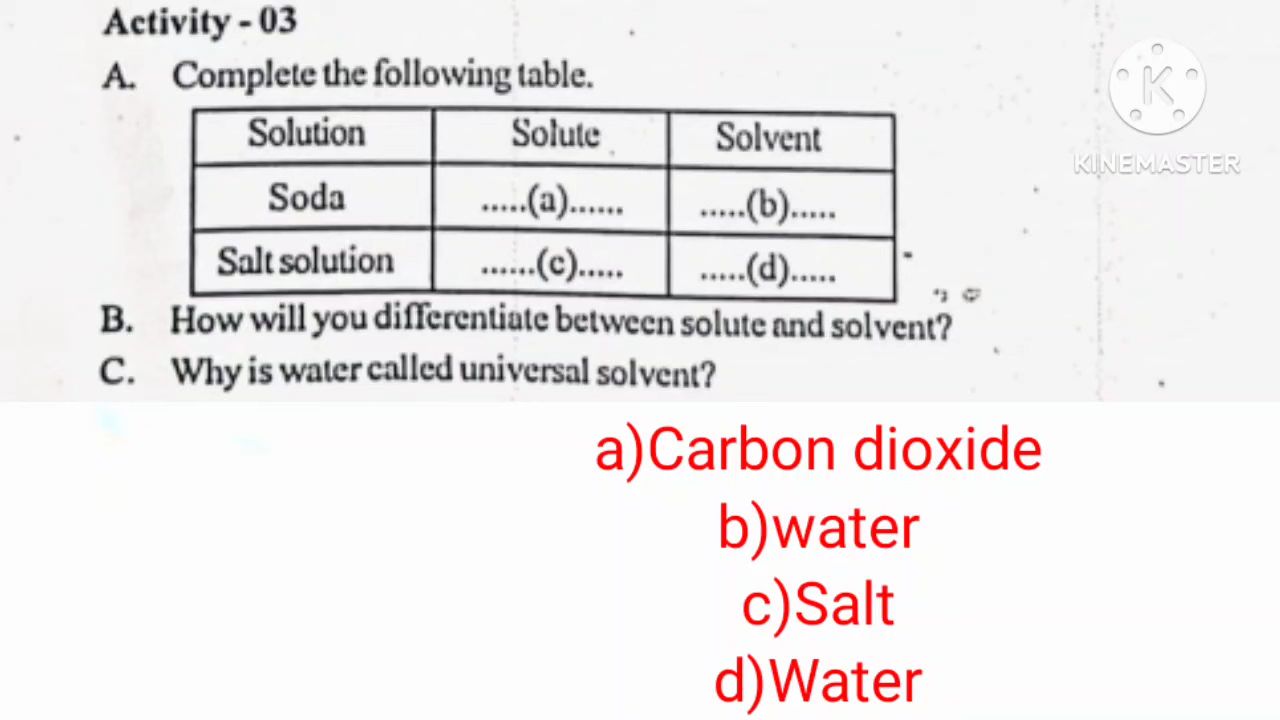 Activity - 03
A. Complete the following table.
Solution Solute Solvent
Soda .....(a)...... .....(b).....
Salt solution ......(c)..... .....(d).....
B. How will you differentiate between solute and solvent?
C. Why is water called universal solvent?
K
KINEMASTER
a)Carbon dioxide
b)water
c)Salt
d)Water